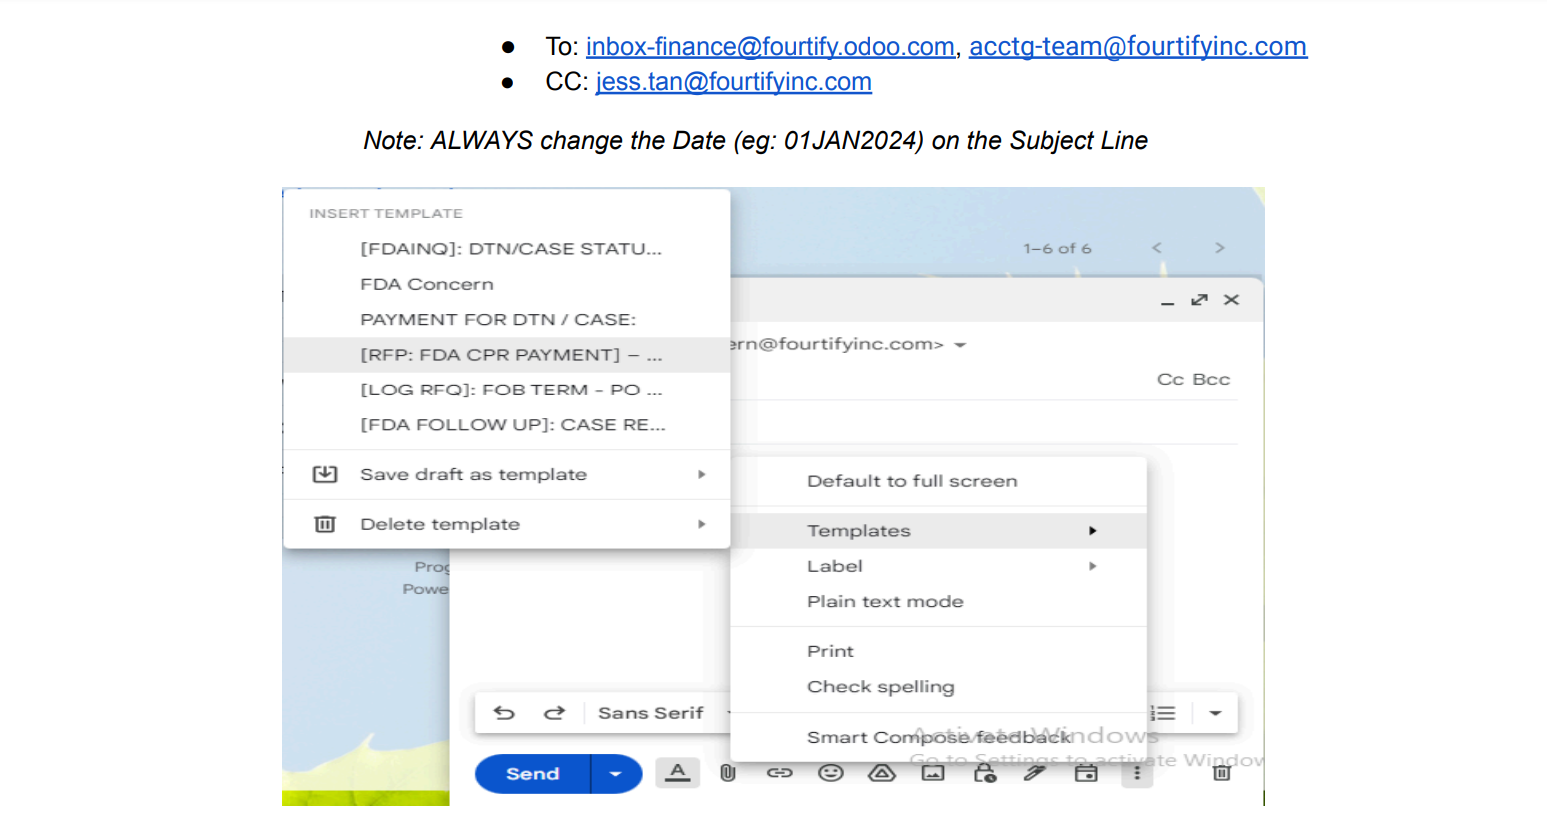 ● To: inbox-finance@fourtify.odoo.com, acctg-team@fourtifyinc.com
● CC: jess.tan@fourtifyinc.com
Note: ALWAYS change the Date (eg: 01JAN2024) on the Subject Line
INSERT TEMPLATE
[FDAINQ]: DTN/CASE STATU...
FDA Concern
PAYMENT FOR DTN / CASE:
[RFP: FDA CPR PAYMENT] – ...
[LOG RFQ]: FOB TERM - PO ...
[FDA FOLLOW UP]: CASE RE...
Save draft as template
Delete template
1–6 of 6
ern@fourtifyinc.com>
Cc Bcc
Prog
Powe
Default to full screen
Templates
Label
Plain text mode
Print
Check spelling
Smart Compose feedback
Sans Serif
Send
Activate Windows
Go to Settings to activate Window